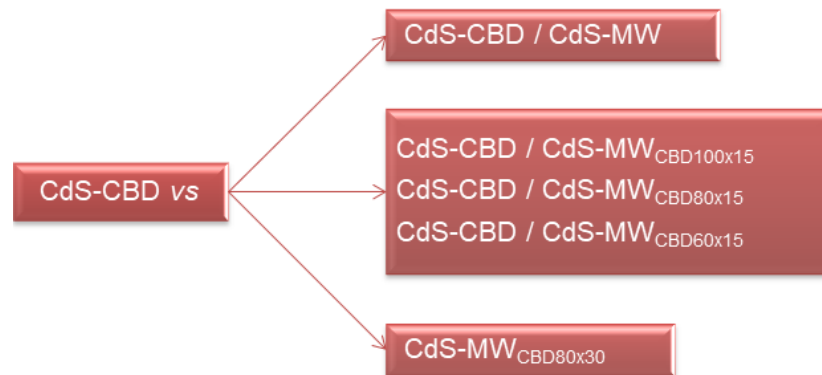 CdS-CBD / CdS-MW
CdS-CBD vs
CdS-CBD / CdS-MWCBD100x15
CdS-CBD / CdS-MWCBD80x15
CdS-CBD / CdS-MWCBD60x15
CdS-MWCBD80x30